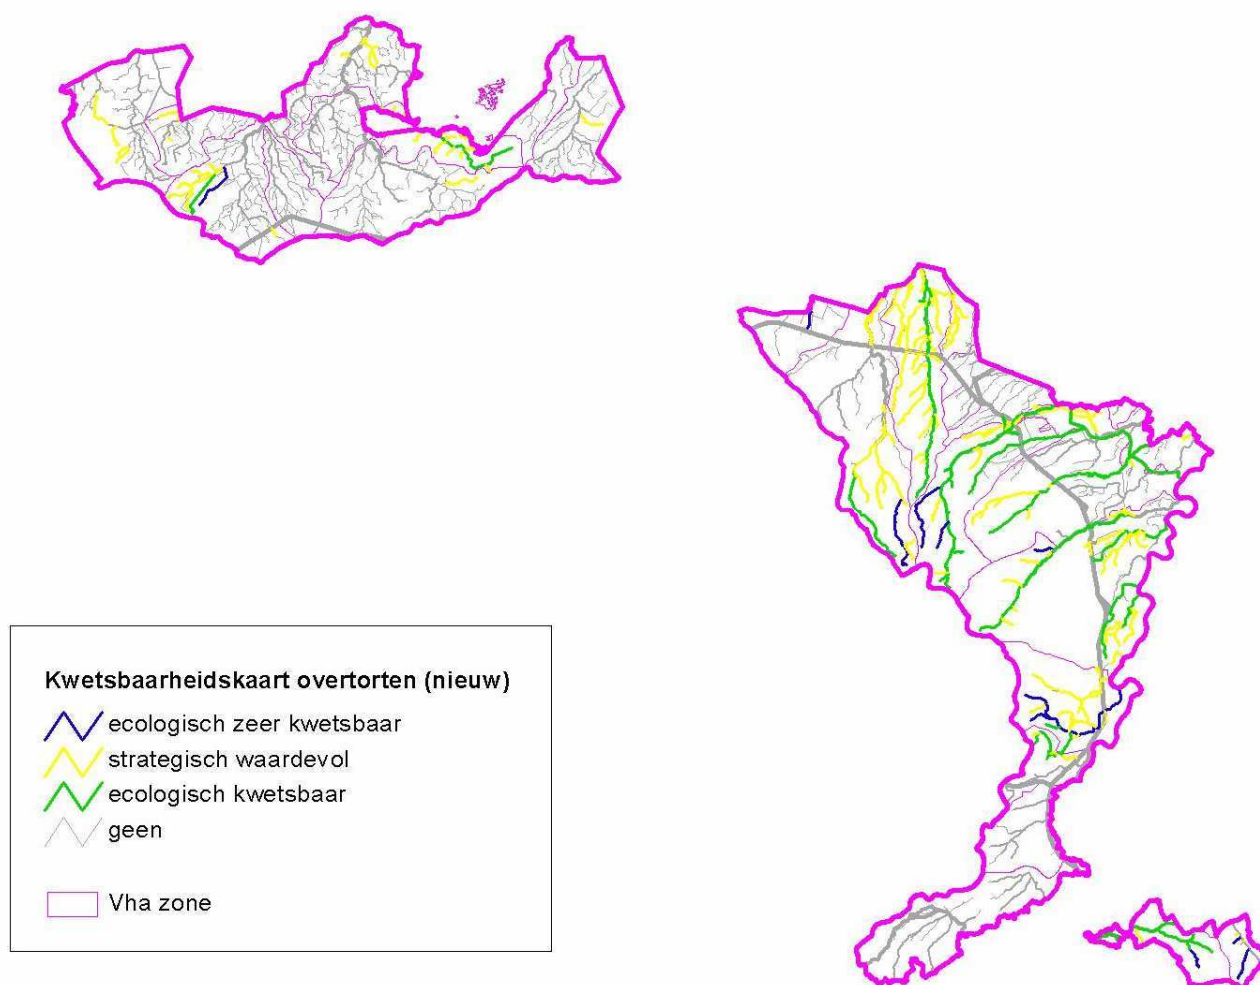 Kwetsbaarheidskaart overtorten (nieuw)
ecologisch zeer kwetsbaar
strategisch waardevol
ecologisch kwetsbaar
geen
Vha zone